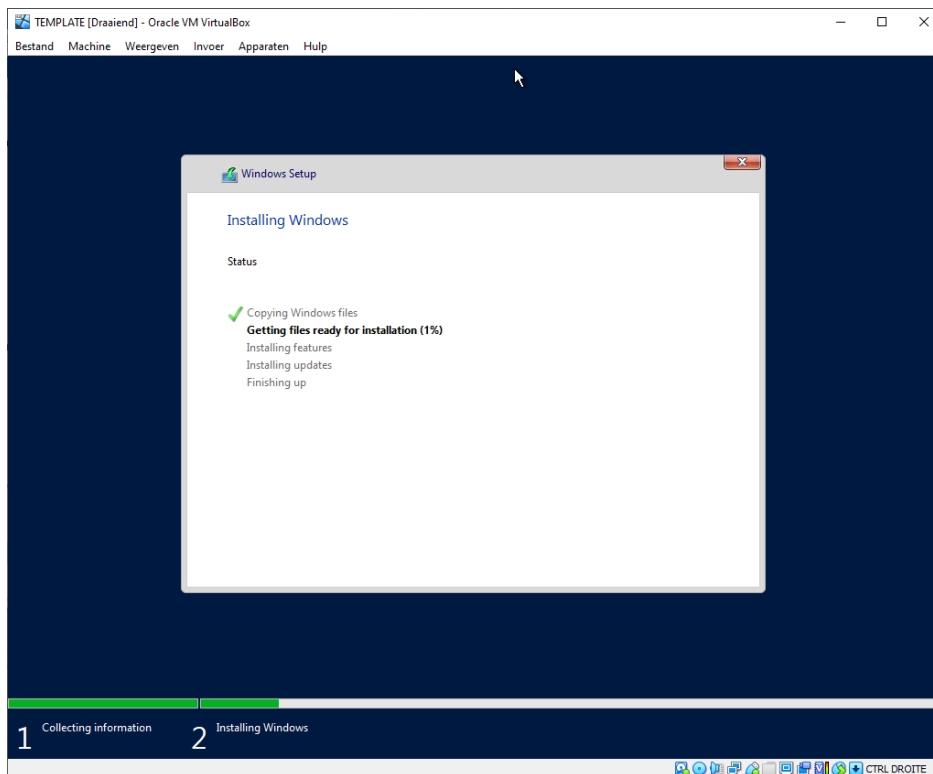 TEMPLATE [Draaiend] - Oracle VM VirtualBox
Bestand Machine Weergeven Invoer Apparaten Hulp
Windows Setup
Installing Windows
Status
Copying Windows files
Getting files ready for installation (1%)
Installing features
Installing updates
Finishing up
1 Collecting information 2 Installing Windows
CTRL DROITE